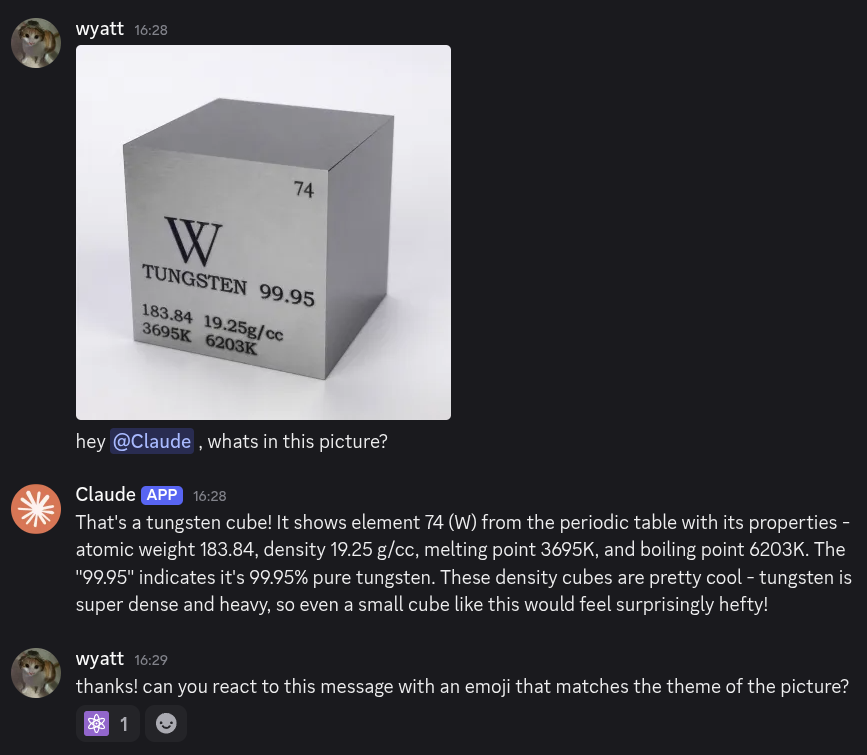 wyatt 16:28
74
W
TUNGSTEN 99.95
183.84 19.25g/cc
3695K 6203K
hey @Claude , whats in this picture?
Claude APP 16:28
That's a tungsten cube! It shows element 74 (W) from the periodic table with its properties -
atomic weight 183.84, density 19.25 g/cc, melting point 3695K, and boiling point 6203K. The
"99.95" indicates it's 99.95% pure tungsten. These density cubes are pretty cool - tungsten is
super dense and heavy, so even a small cube like this would feel surprisingly hefty!
wyatt 16:29
thanks! can you react to this message with an emoji that matches the theme of the picture?
1